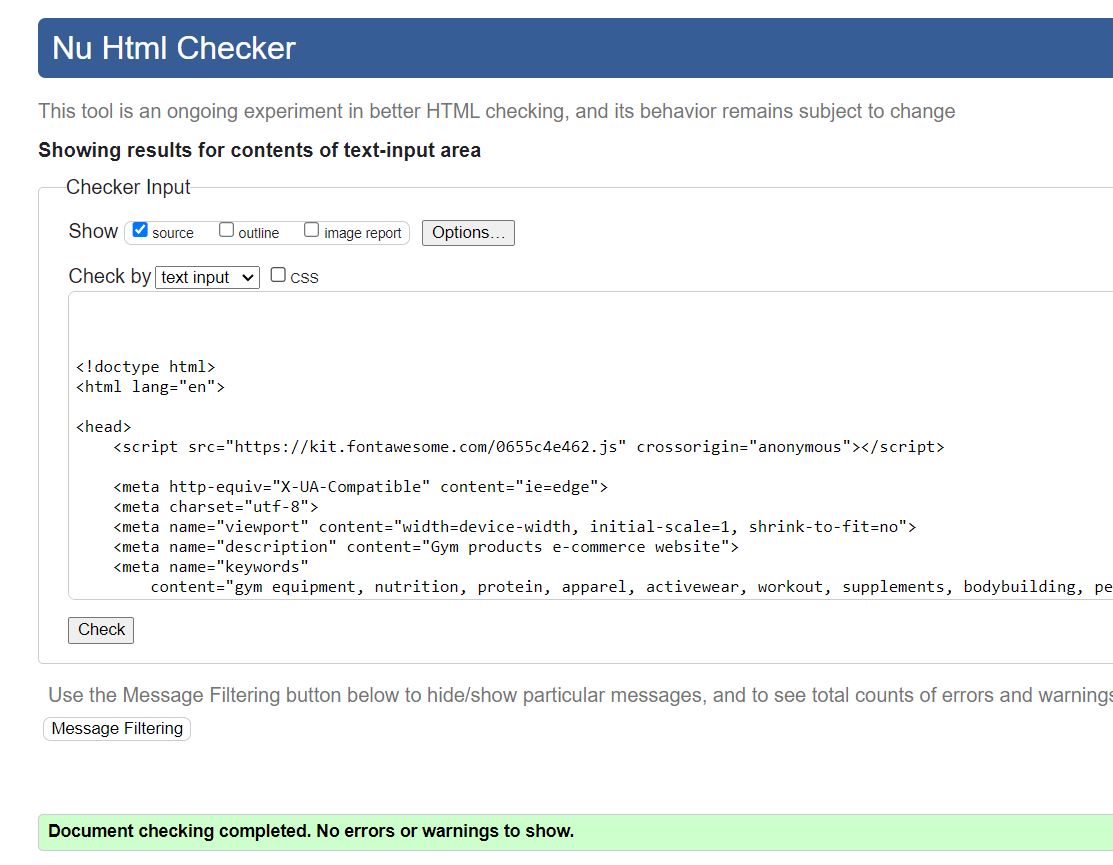 Nu Html Checker
This tool is an ongoing experiment in better HTML checking, and its behavior remains subject to change
Showing results for contents of text-input area
Checker Input
Show source outline image report Options...
Check by text input CSS
<!doctype html>
<html lang="en">
<head>
<script src="https://kit.fontawesome.com/0655c4e462.js" crossorigin="anonymous"></script>
<meta http-equiv="X-UA-Compatible" content="ie=edge">
<meta charset="utf-8">
<meta name="viewport" content="width=device-width, initial-scale=1, shrink-to-fit=no">
<meta name="description" content="Gym products e-commerce website">
<meta name="keywords"
content="gym equipment, nutrition, protein, apparel, activewear, workout, supplements, bodybuilding, pe
Check
Use the Message Filtering button below to hide/show particular messages, and to see total counts of errors and warnings
Message Filtering
Document checking completed. No errors or warnings to show.